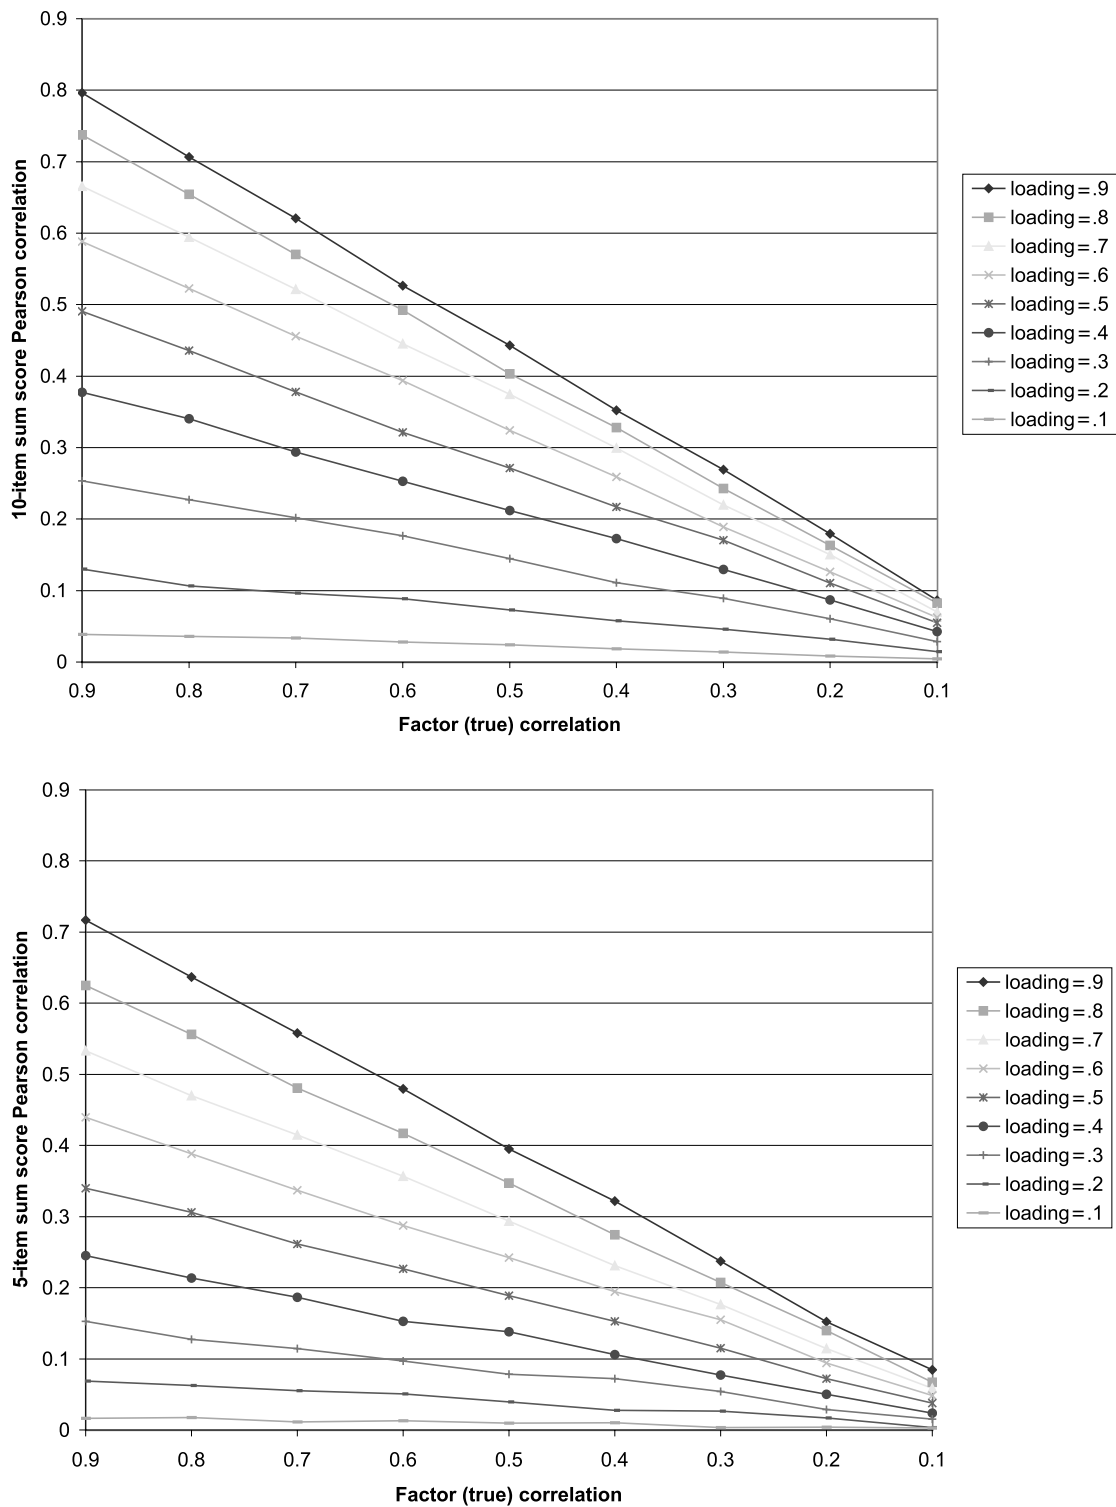 0.9
0.8
0.7
0.6
0.5
0.4
0.3
0.2
0.1
0
10-item sum score Pearson correlation
0.9 0.8 0.7 0.6 0.5 0.4 0.3 0.2 0.1
Factor (true) correlation
loading=.9
loading=.8
loading=.7
loading=.6
loading=.5
loading=.4
loading=.3
loading=.2
loading=.1
0.9
0.8
0.7
0.6
0.5
0.4
0.3
0.2
0.1
0
5-item sum score Pearson correlation
0.9 0.8 0.7 0.6 0.5 0.4 0.3 0.2 0.1
Factor (true) correlation
loading=.9
loading=.8
loading=.7
loading=.6
loading=.5
loading=.4
loading=.3
loading=.2
loading=.1